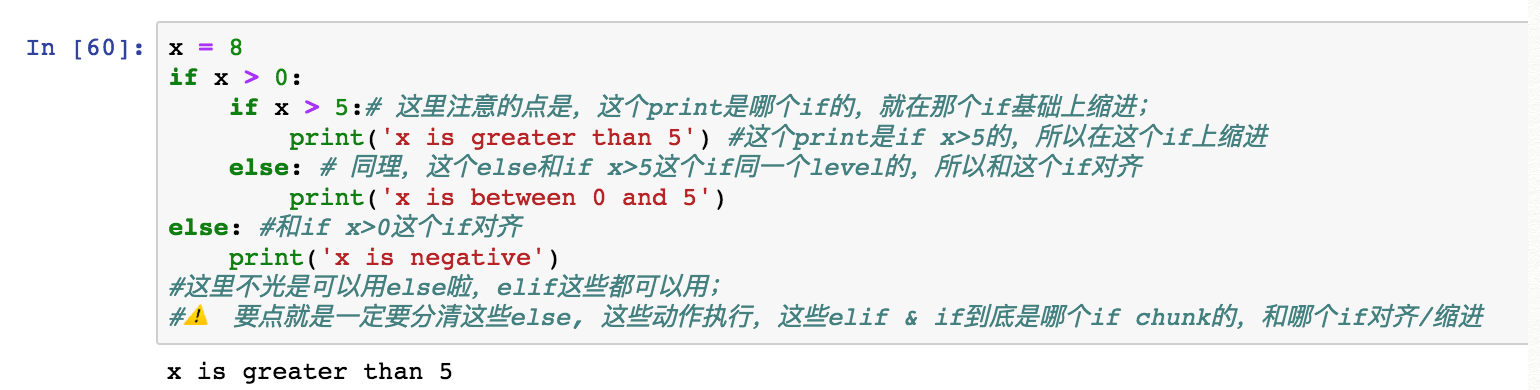 In [60]: x = 8
if x > 0:
    if x > 5:# 这里注意的点是，这个print是哪个if的，就在那个if基础上缩进；
        print('x is greater than 5') #这个print是if x>5的，所以在这个if上缩进
    else: # 同理，这个else和if x>5这个if同一个level的，所以和这个if对齐
        print('x is between 0 and 5')
else: #和if x>0这个if对齐
    print('x is negative')
#这里不光是可以用else啦，elif这些都可以用；
#⚠️ 要点就是一定要分清这些else, 这些动作执行，这些elif & if到底是哪个if chunk的，和哪个if对齐/缩进
x is greater than 5